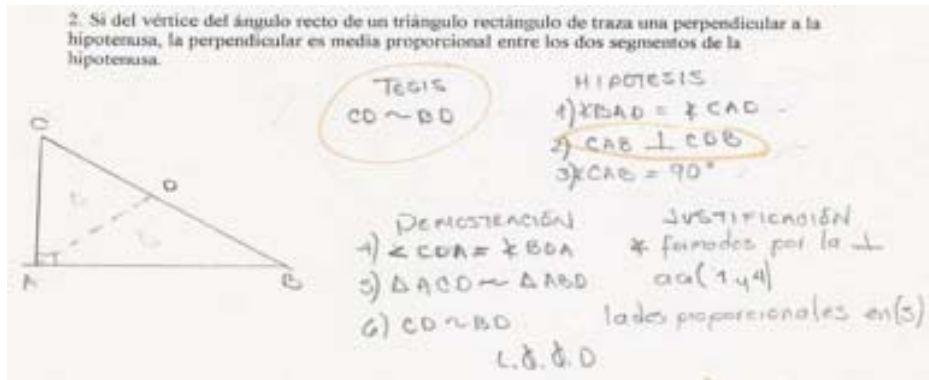 2. Si del vértice del ángulo recto de un triángulo rectángulo de traza una perpendicular a la
hipotenusa, la perpendicular es media proporcional entre los dos segmentos de la
hipotenusa.
TESIS
CD ~ BD
HIPOTESIS
1) ∢BAD = ∢ CAD
2) CAB ⊥ CDB
3) ∢CAB = 90°
C
D
A
B
DEMOSTRACIÓN
JUSTIFICACIÓN
4) ∢ CDA = ∢ BDA
∢ formados por la ⊥
5) Δ ACD ~ Δ ABD
aa(1 y 4)
6) CD ~ BD
lados proporcionales en (5)